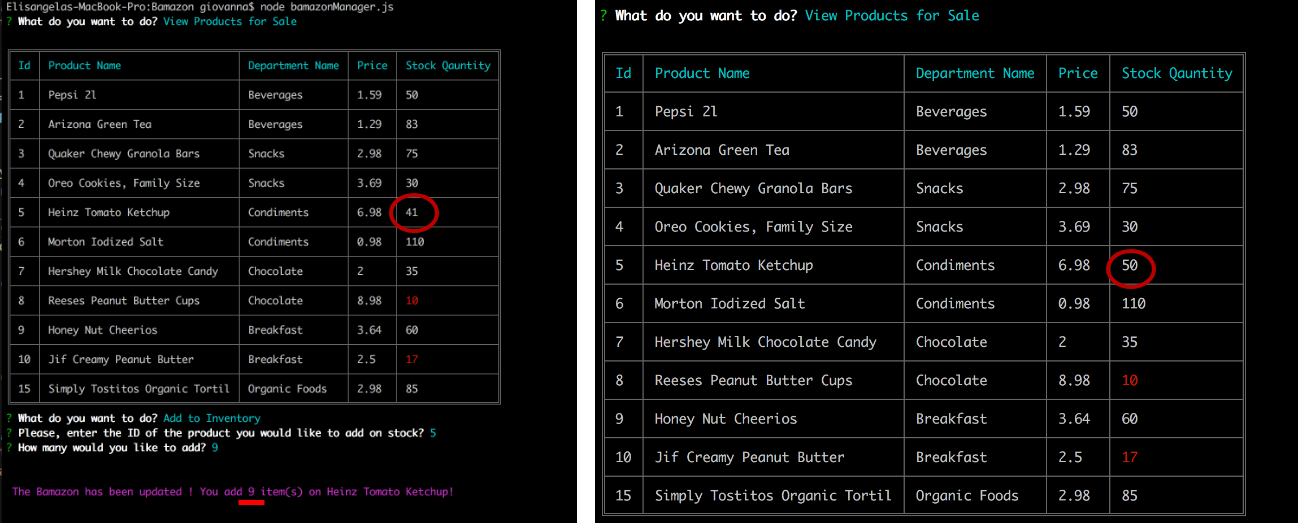 Elisangelas-MacBook-Pro:Bamazon giovanna$ node bamazonManager.js
? What do you want to do? View Products for Sale
Id Product Name Department Name Price Stock Qauntity
1 Pepsi 2l Beverages 1.59 50
2 Arizona Green Tea Beverages 1.29 83
3 Quaker Chewy Granola Bars Snacks 2.98 75
4 Oreo Cookies, Family Size Snacks 3.69 30
5 Heinz Tomato Ketchup Condiments 6.98 41
6 Morton Iodized Salt Condiments 0.98 110
7 Hershey Milk Chocolate Candy Chocolate 2 35
8 Reeses Peanut Butter Cups Chocolate 8.98 10
9 Honey Nut Cheerios Breakfast 3.64 60
10 Jif Creamy Peanut Butter Breakfast 2.5 17
15 Simply Tostitos Organic Tortil Organic Foods 2.98 85
? What do you want to do? Add to Inventory
? Please, enter the ID of the product you would like to add on stock? 5
? How many would you like to add? 9
The Bamazon has been updated ! You add 9 item(s) on Heinz Tomato Ketchup!
? What do you want to do? View Products for Sale
Id Product Name Department Name Price Stock Qauntity
1 Pepsi 2l Beverages 1.59 50
2 Arizona Green Tea Beverages 1.29 83
3 Quaker Chewy Granola Bars Snacks 2.98 75
4 Oreo Cookies, Family Size Snacks 3.69 30
5 Heinz Tomato Ketchup Condiments 6.98 50
6 Morton Iodized Salt Condiments 0.98 110
7 Hershey Milk Chocolate Candy Chocolate 2 35
8 Reeses Peanut Butter Cups Chocolate 8.98 10
9 Honey Nut Cheerios Breakfast 3.64 60
10 Jif Creamy Peanut Butter Breakfast 2.5 17
15 Simply Tostitos Organic Tortil Organic Foods 2.98 85